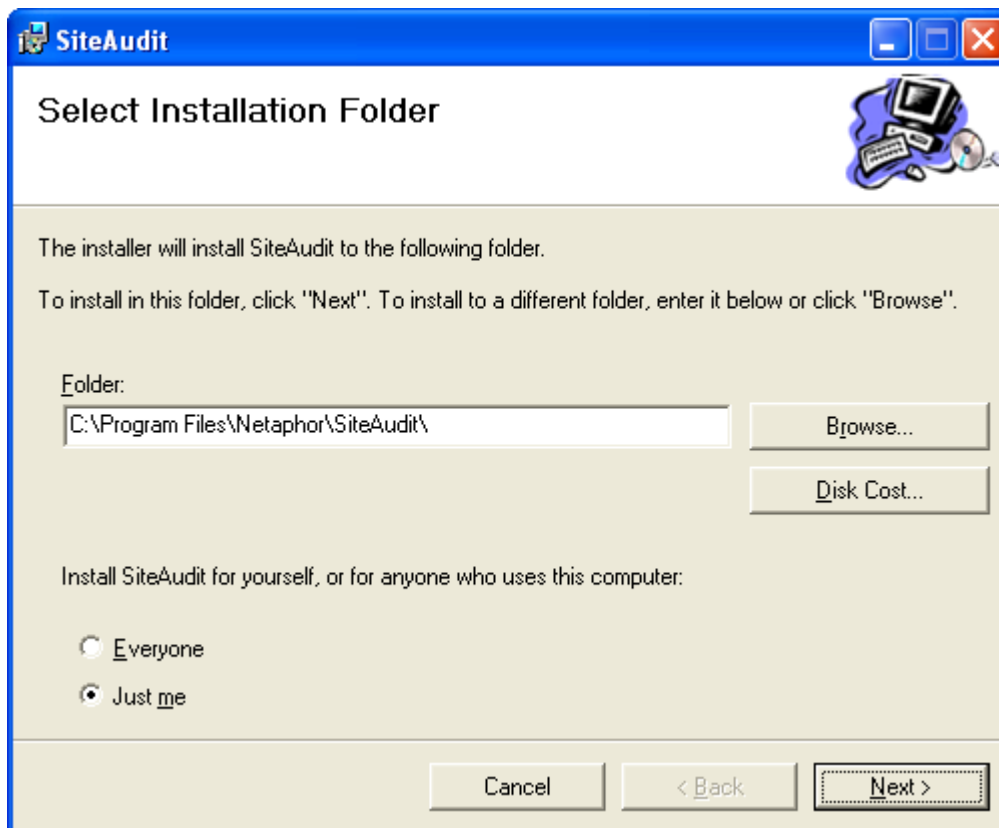 SiteAudit
Select Installation Folder
The installer will install SiteAudit to the following folder.
To install in this folder, click "Next". To install to a different folder, enter it below or click "Browse".
Folder:
C:\Program Files\Netaphor\SiteAudit\
Browse...
Disk Cost...
Install SiteAudit for yourself, or for anyone who uses this computer:
Everyone
Just me
Cancel
< Back
Next >